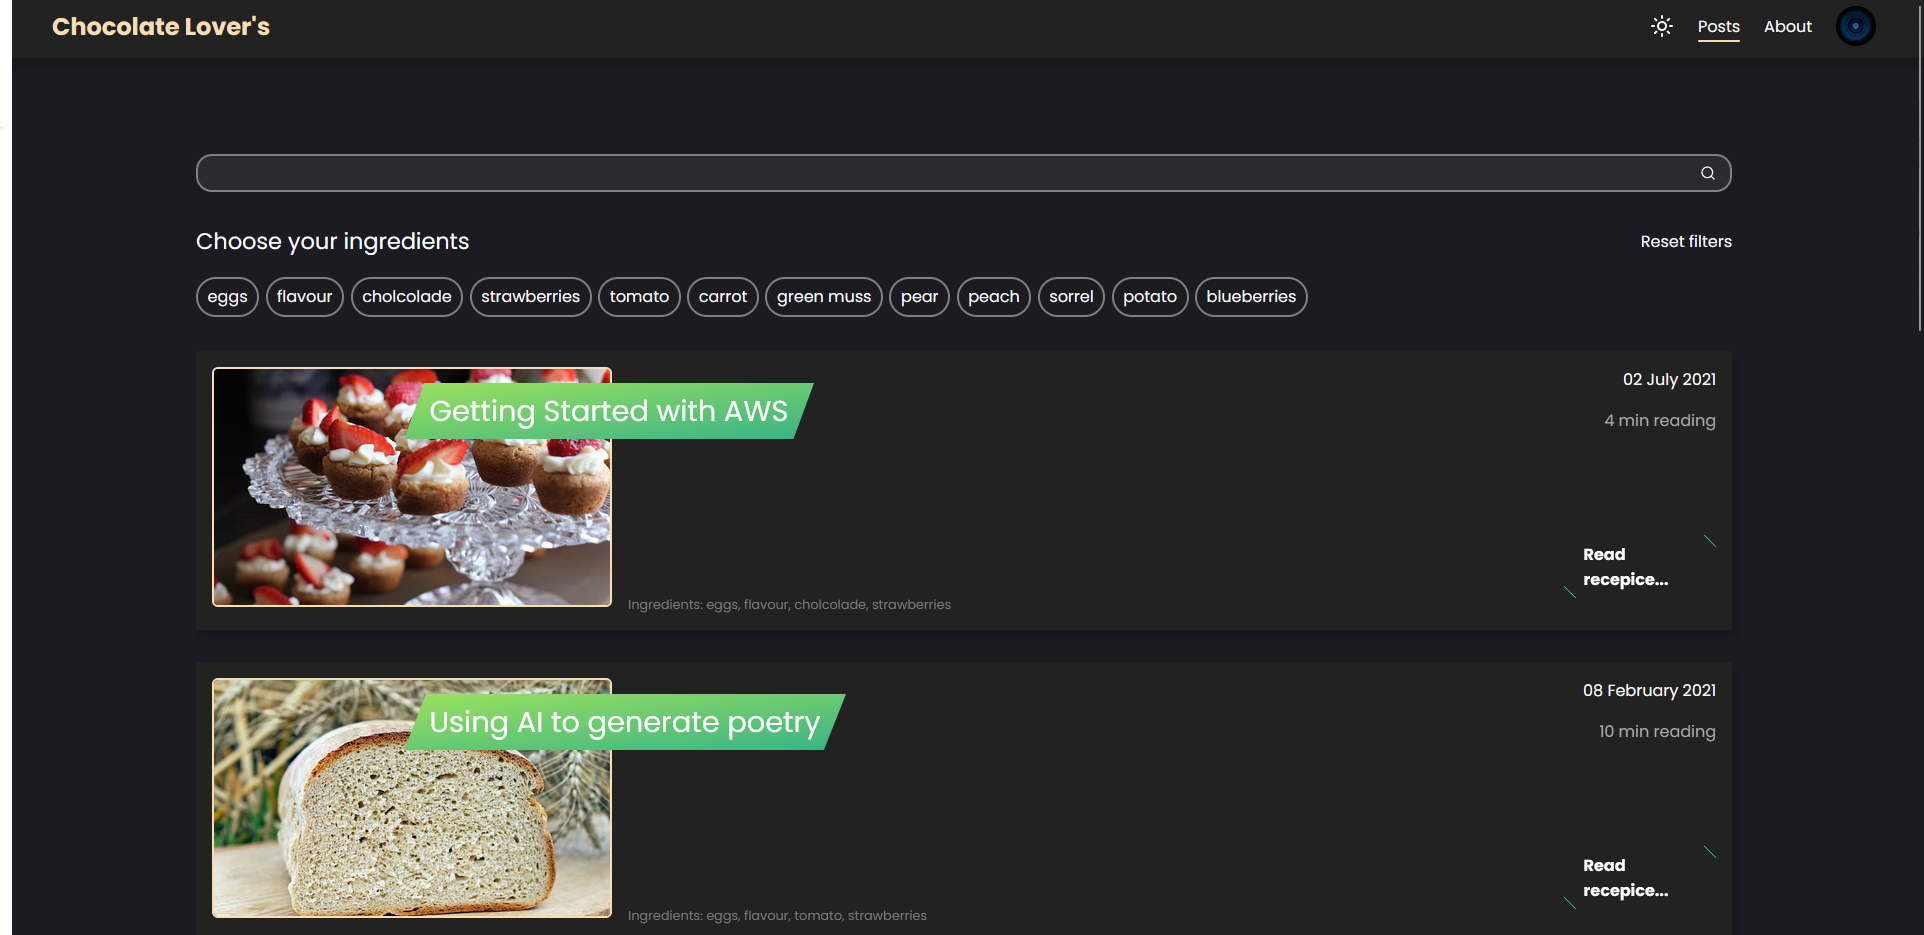 Chocolate Lover's
Posts
About
Choose your ingredients
Reset filters
eggs flavour cholcolade strawberries tomato carrot green muss pear peach sorrel potato blueberries
Getting Started with AWS
02 July 2021
4 min reading
Read
recepice...
Ingredients: eggs, flavour, cholcolade, strawberries
Using AI to generate poetry
08 February 2021
10 min reading
Read
recepice...
Ingredients: eggs, flavour, tomato, strawberries